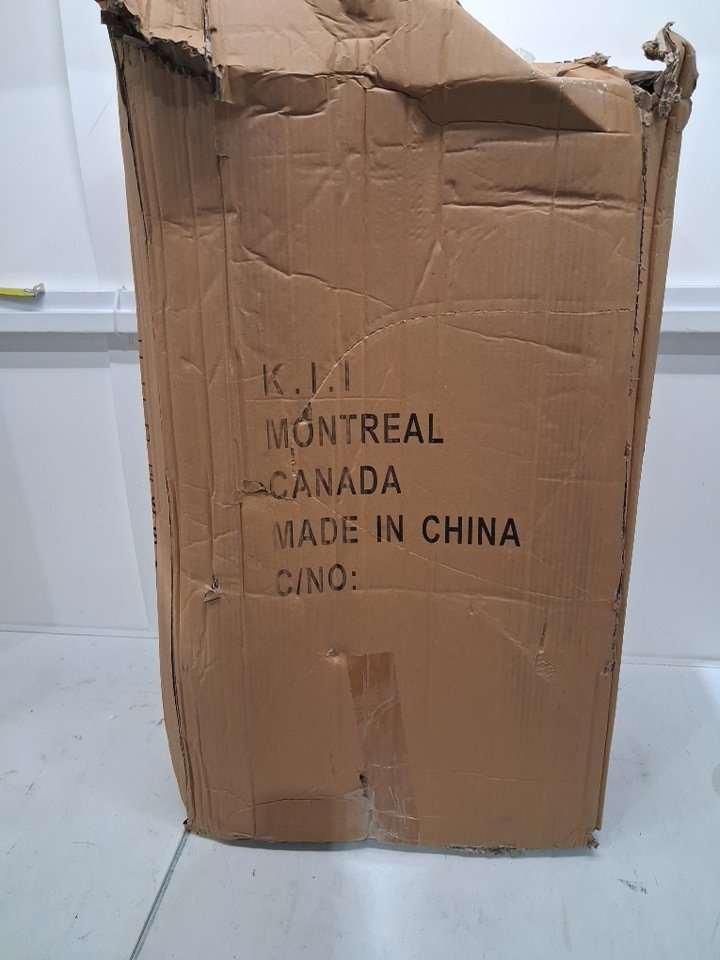 K.I.I
MONTREAL
CANADA
MADE IN CHINA
C/NO: